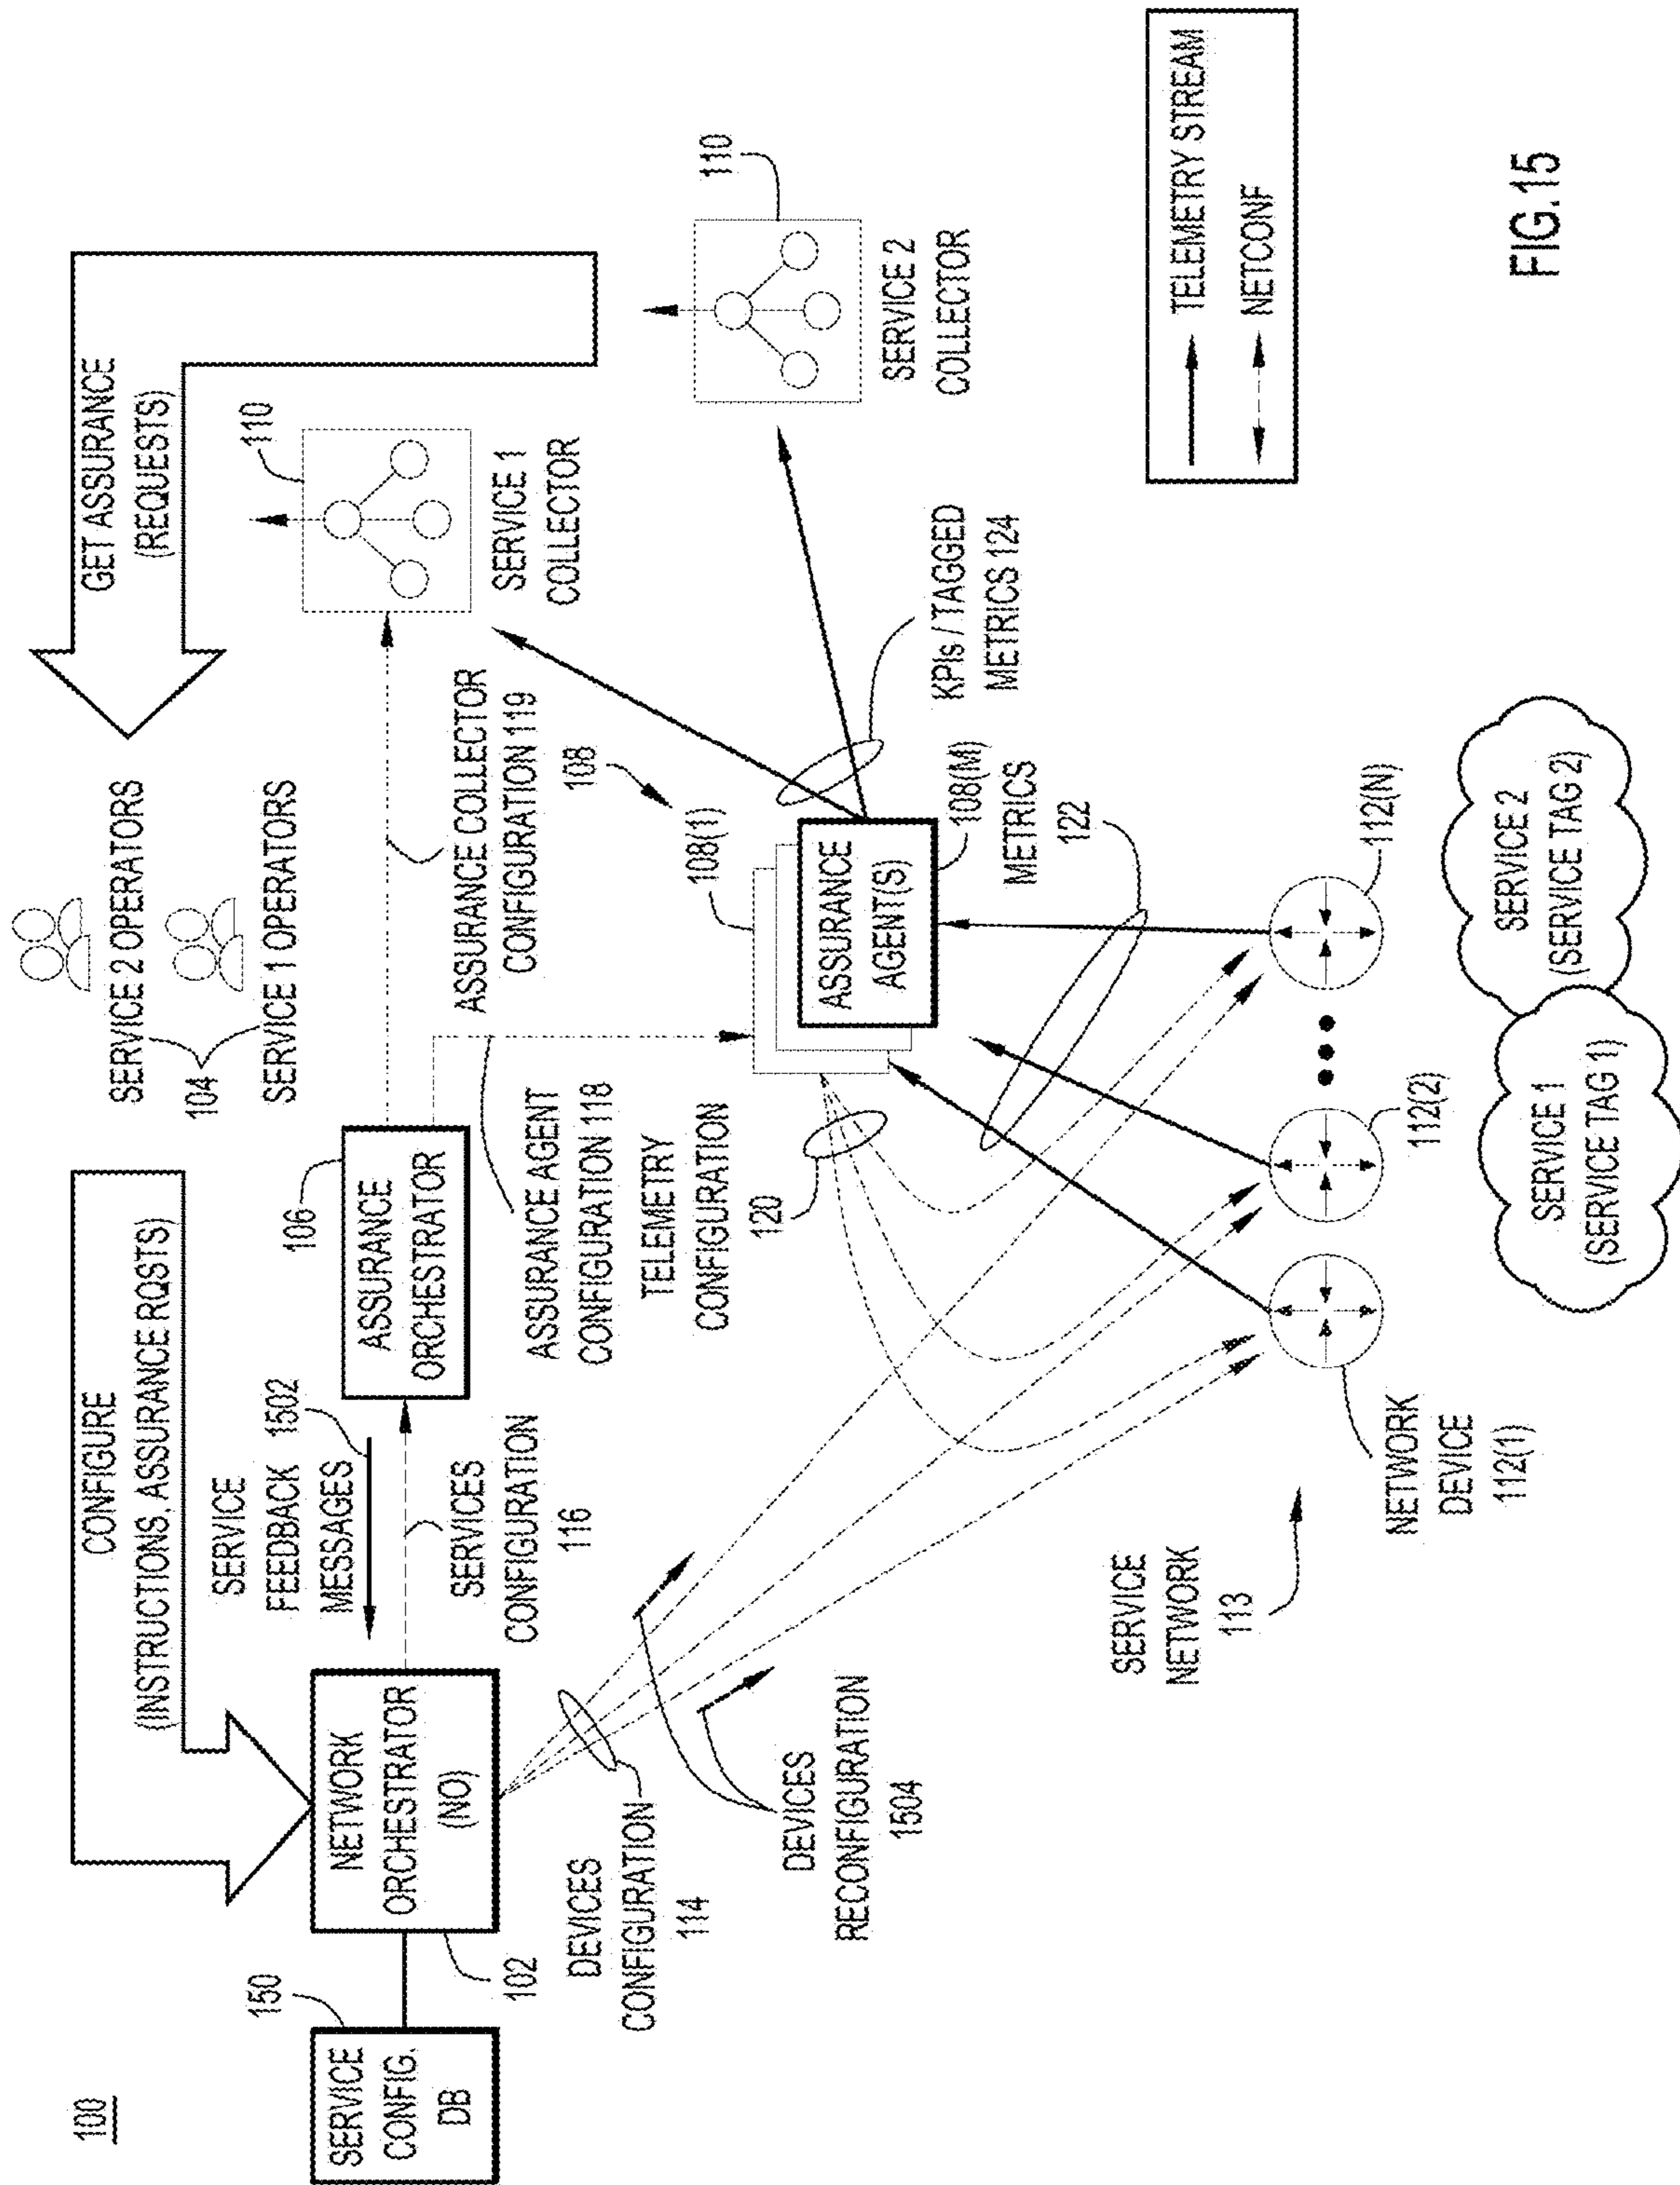 100
CONFIGURE
(INSTRUCTIONS, ASSURANCE RQSTS)
SERVICE 2 OPERATORS
104
SERVICE 1 OPERATORS
GET ASSURANCE
(REQUESTS)
150
SERVICE
CONFIG.
DB
NETWORK
ORCHESTRATOR
(NO)
102
SERVICE
FEEDBACK 1502
MESSAGES
SERVICES
CONFIGURATION
116
106
ASSURANCE
ORCHESTRATOR
ASSURANCE COLLECTOR
CONFIGURATION 119
110
SERVICE 1
COLLECTOR
110
SERVICE 2
COLLECTOR
ASSURANCE AGENT
CONFIGURATION 118
TELEMETRY
CONFIGURATION
120
108
108(1)
ASSURANCE
AGENT(S)
108(M)
KPIs / TAGGED
METRICS 124
METRICS
122
DEVICES
CONFIGURATION
114
DEVICES
RECONFIGURATION
1504
SERVICE
NETWORK
113
NETWORK
DEVICE
112(1)
112(2)
112(N)
SERVICE 1
(SERVICE TAG 1)
SERVICE 2
(SERVICE TAG 2)
TELEMETRY STREAM
NETCONF
FIG.15